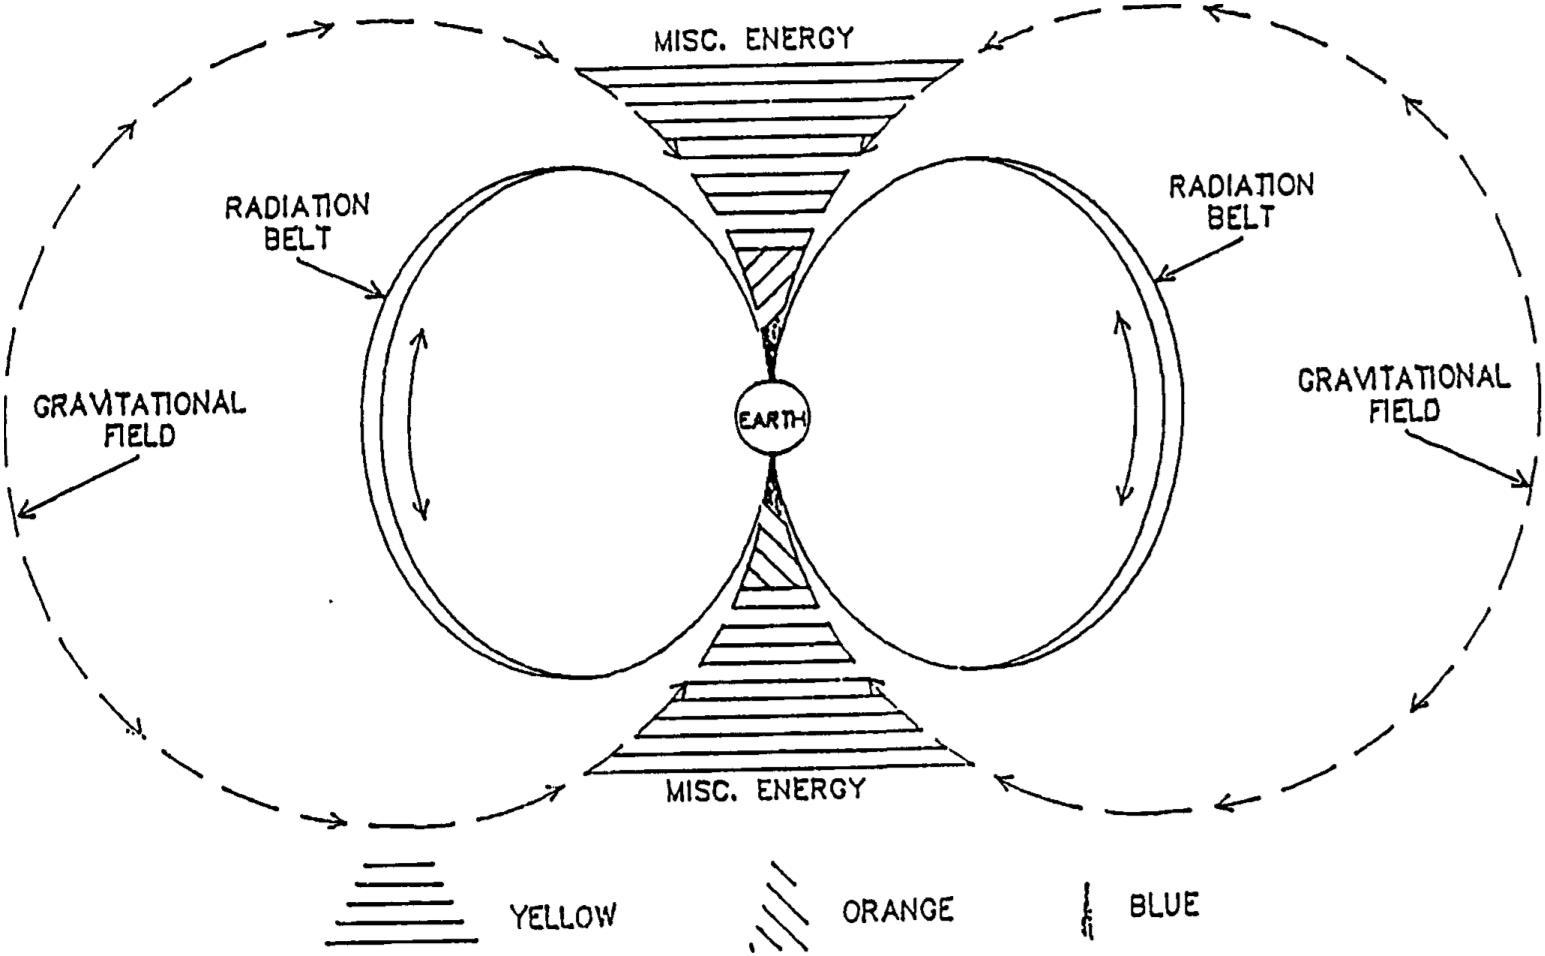 MISC. ENERGY
RADIATION
BELT
RADIATION
BELT
GRAVITATIONAL
FIELD
EARTH
GRAVITATIONAL
FIELD
MISC. ENERGY
YELLOW
ORANGE
BLUE